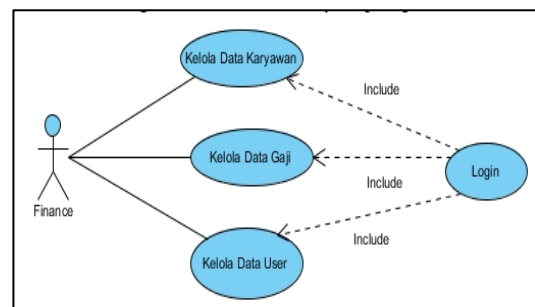 Kelola Data Karyawan
Include
Kelola Data Gaji
Login
Include
Finance
Include
Kelola Data User